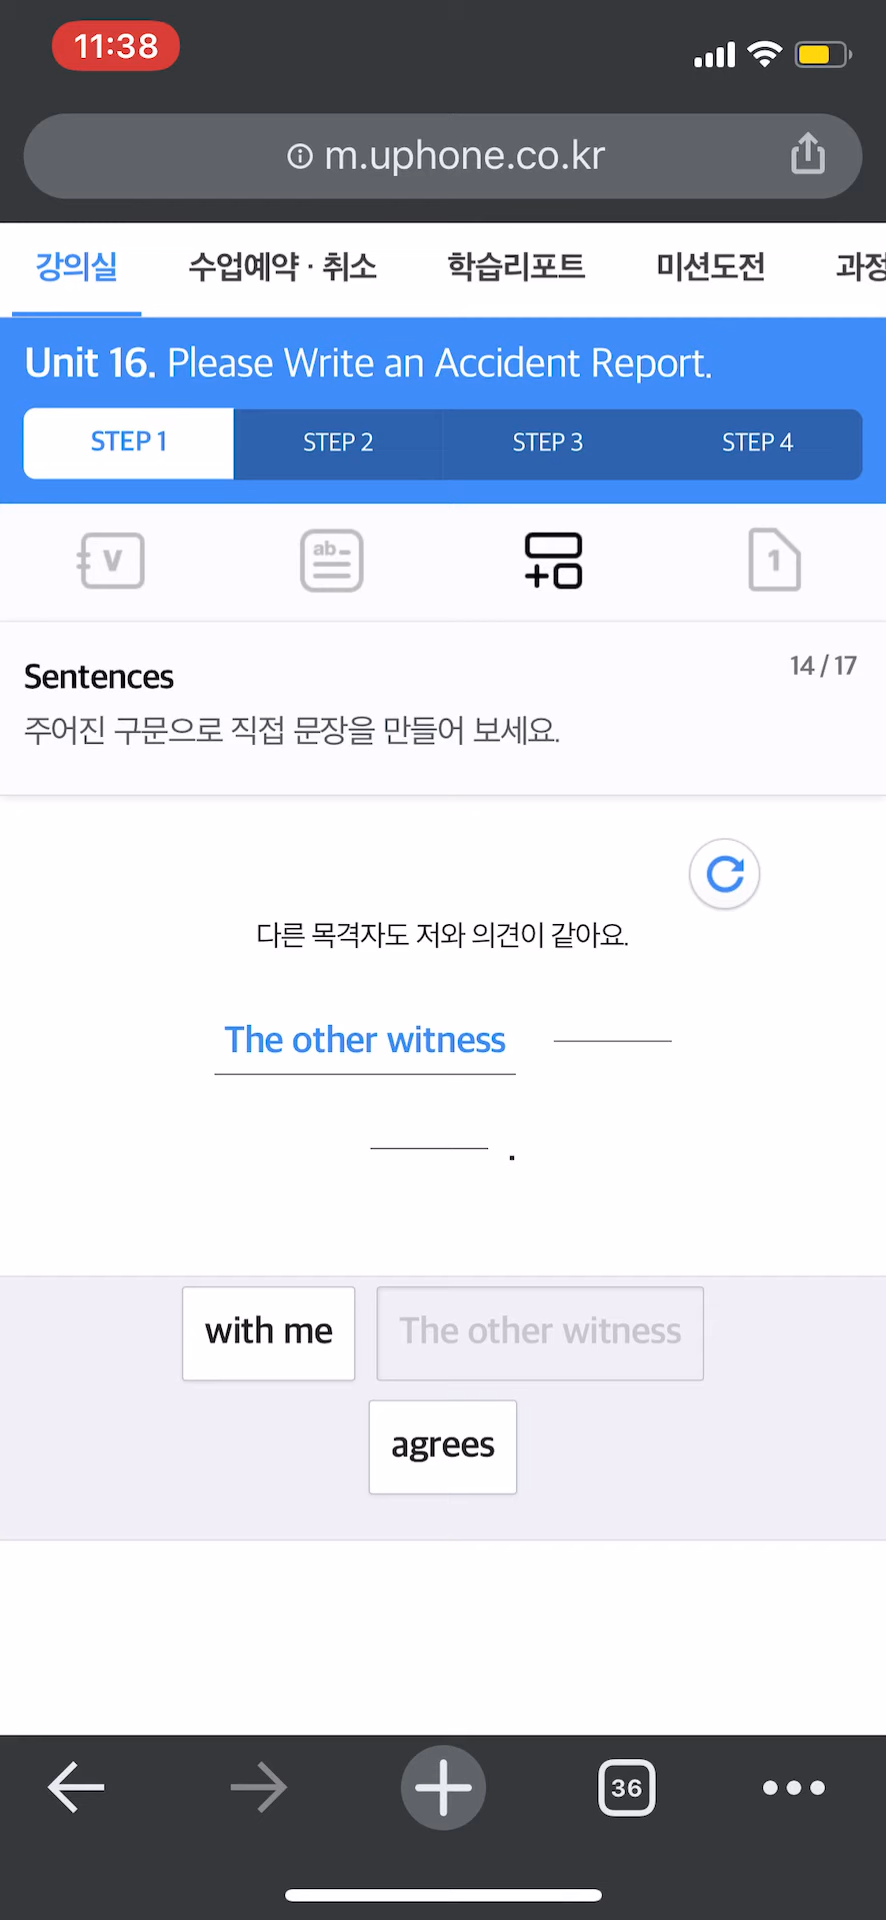 11:38
m.uphone.co.kr
강의실 수업예약·취소 학습리포트 미션도전 과정
Unit 16. Please Write an Accident Report.
STEP 1 STEP 2 STEP 3 STEP 4
V ab 1
Sentences 14 / 17
주어진 구문으로 직접 문장을 만들어 보세요.
다른 목격자도 저와 의견이 같아요.
The other witness
.
with me The other witness
agrees
36